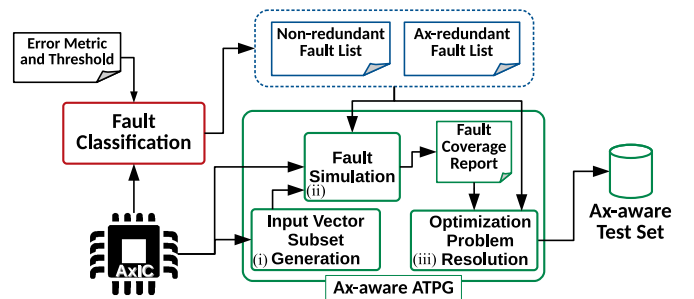 Error Metric
and Threshold
Non-redundant
Fault List
Ax-redundant
Fault List
Fault
Classification
Fault
Simulation
(ii)
Fault
Coverage
Report
Input Vector
Subset
(i) Generation
Optimization
Problem
(iii) Resolution
Ax-aware
Test Set
AxIC
Ax-aware ATPG